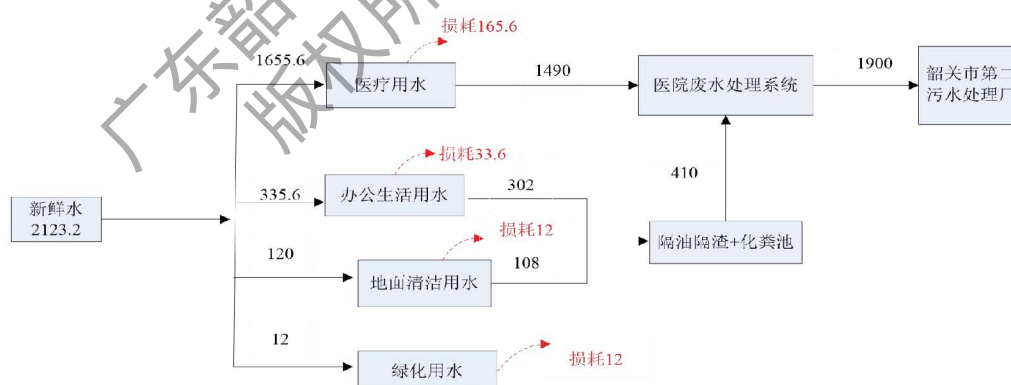 广东韶
版权所
损耗165.6
1655.6
医疗用水
1490
医院废水处理系统
1900
韶关市第二
污水处理厂
损耗33.6
335.6
办公生活用水
302
410
新鲜水
2123.2
损耗12
120
地面清洁用水
108
隔油隔渣+化粪池
12
绿化用水
损耗12